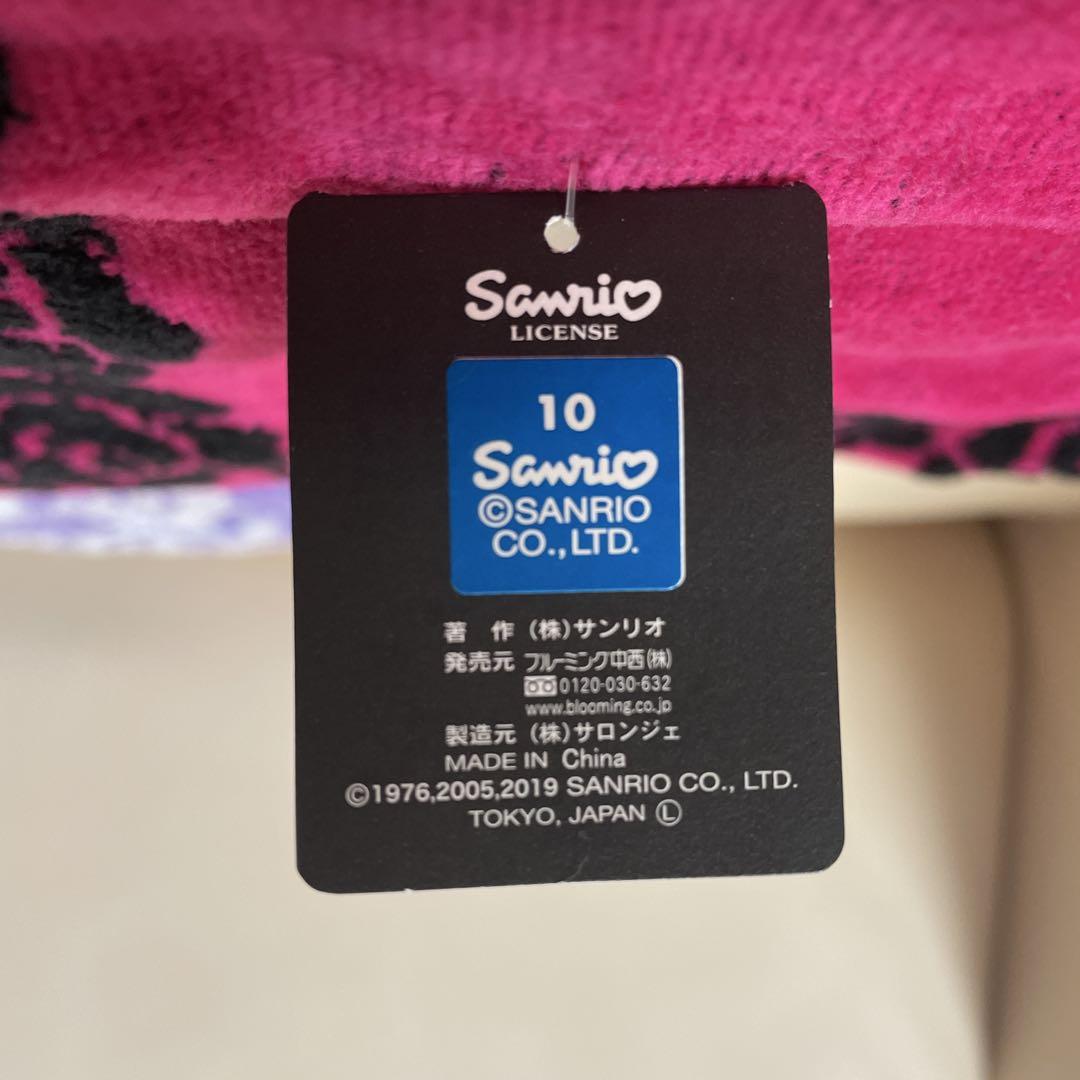 Sanrio
LICENSE
10
Sanrio
©SANRIO
CO.,LTD.
著 作 (株)サンリオ
発売元 ブルーミング中西(株)
0120-030-632
www.blooming.co.jp
製造元 (株)サロンジェ
MADE IN China
©1976,2005,2019 SANRIO CO., LTD.
TOKYO, JAPAN Ⓛ